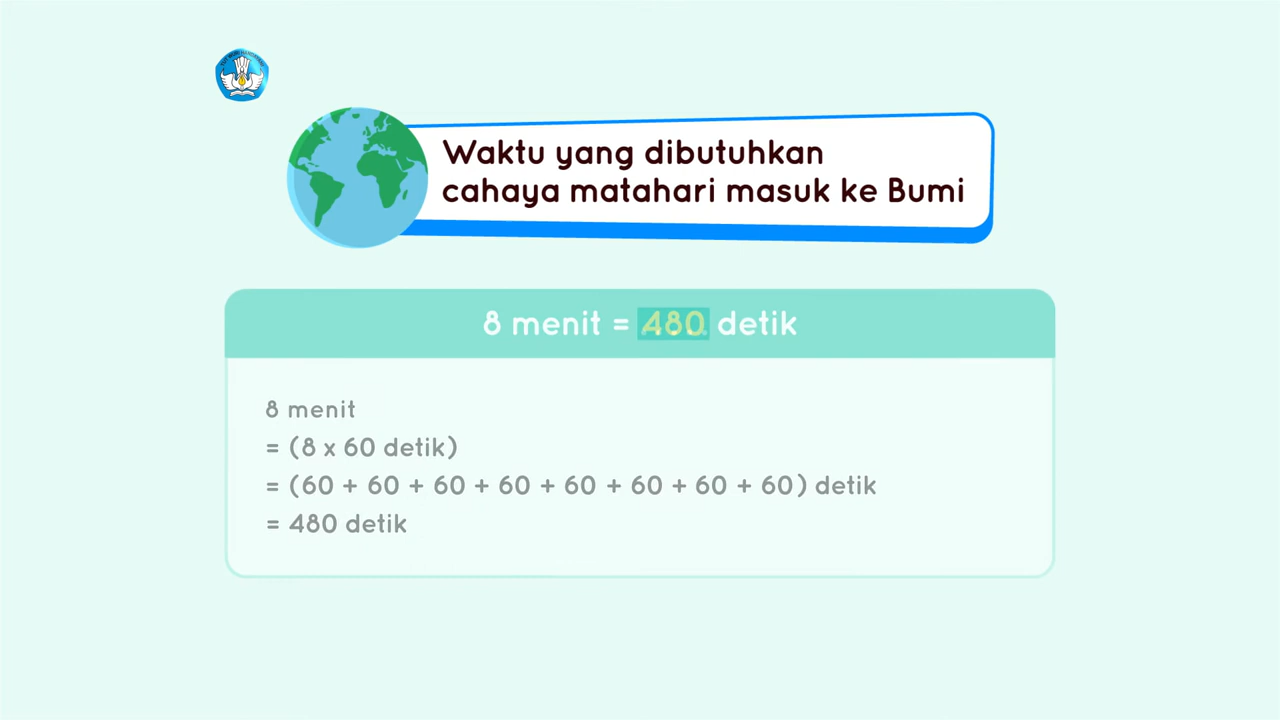 Waktu yang dibutuhkan
cahaya matahari masuk ke Bumi
8 menit = 480 detik
8 menit
= (8 x 60 detik)
= (60 + 60 + 60 + 60 + 60 + 60 + 60 + 60) detik
= 480 detik